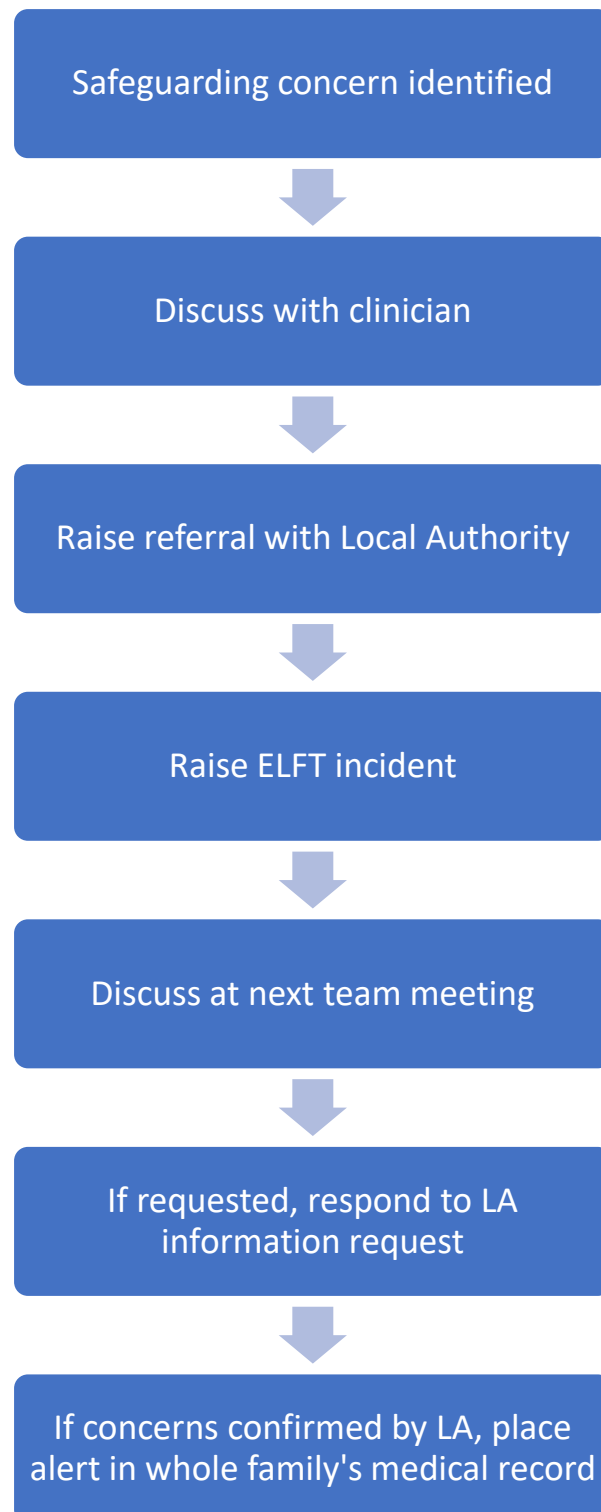 Safeguarding concern identified
Discuss with clinician
Raise referral with Local Authority
Raise ELFT incident
Discuss at next team meeting
If requested, respond to LA
information request
If concerns confirmed by LA, place
alert in whole family's medical record